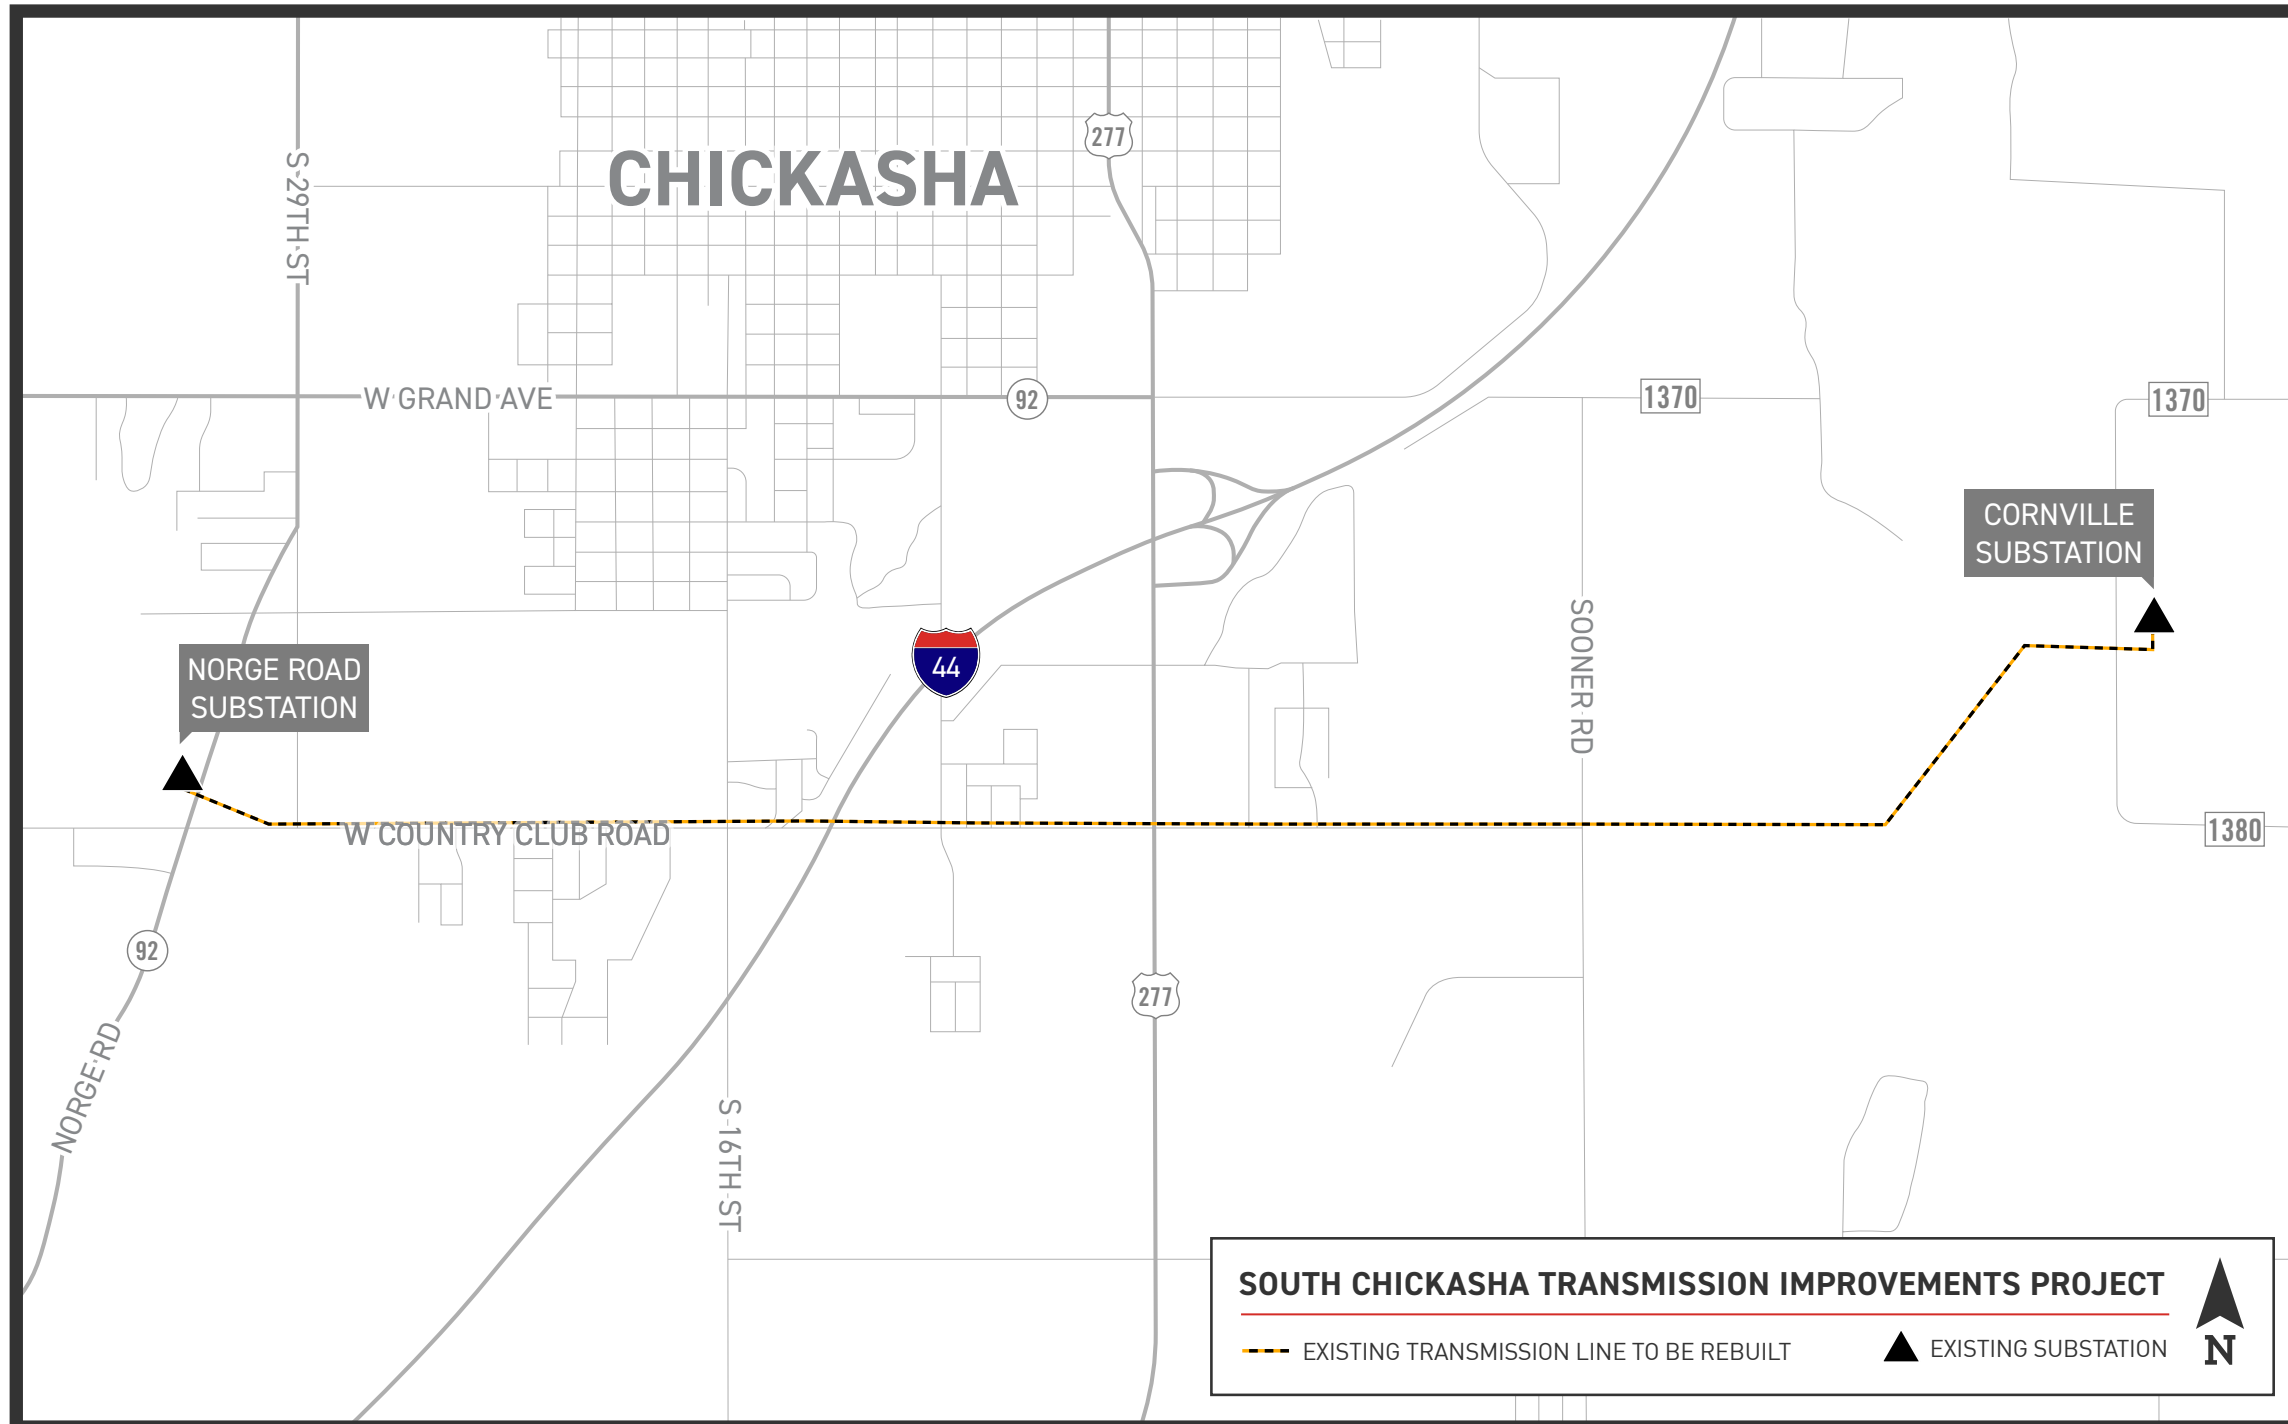 277
S 29TH ST
CHICKASHA
W GRAND AVE
92
1370
1370
CORNVILLE
SUBSTATION
NORGE ROAD
SUBSTATION
44
SOONER RD
W COUNTRY CLUB ROAD
1380
92
277
NORGE RD
S 16TH ST
SOUTH CHICKASHA TRANSMISSION IMPROVEMENTS PROJECT
EXISTING TRANSMISSION LINE TO BE REBUILT
EXISTING SUBSTATION
N